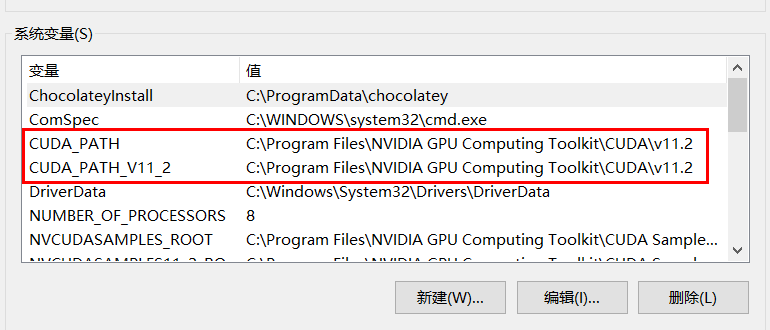 系统变量(S)
变量 值
ChocolateyInstall C:\ProgramData\chocolatey
ComSpec C:\WINDOWS\system32\cmd.exe
CUDA_PATH C:\Program Files\NVIDIA GPU Computing Toolkit\CUDA\v11.2
CUDA_PATH_V11_2 C:\Program Files\NVIDIA GPU Computing Toolkit\CUDA\v11.2
DriverData C:\Windows\System32\Drivers\DriverData
NUMBER_OF_PROCESSORS 8
NVCUDASAMPLES_ROOT C:\Program Files\NVIDIA GPU Computing Toolkit\CUDA Sample...
新建(W)... 编辑(I)... 删除(L)